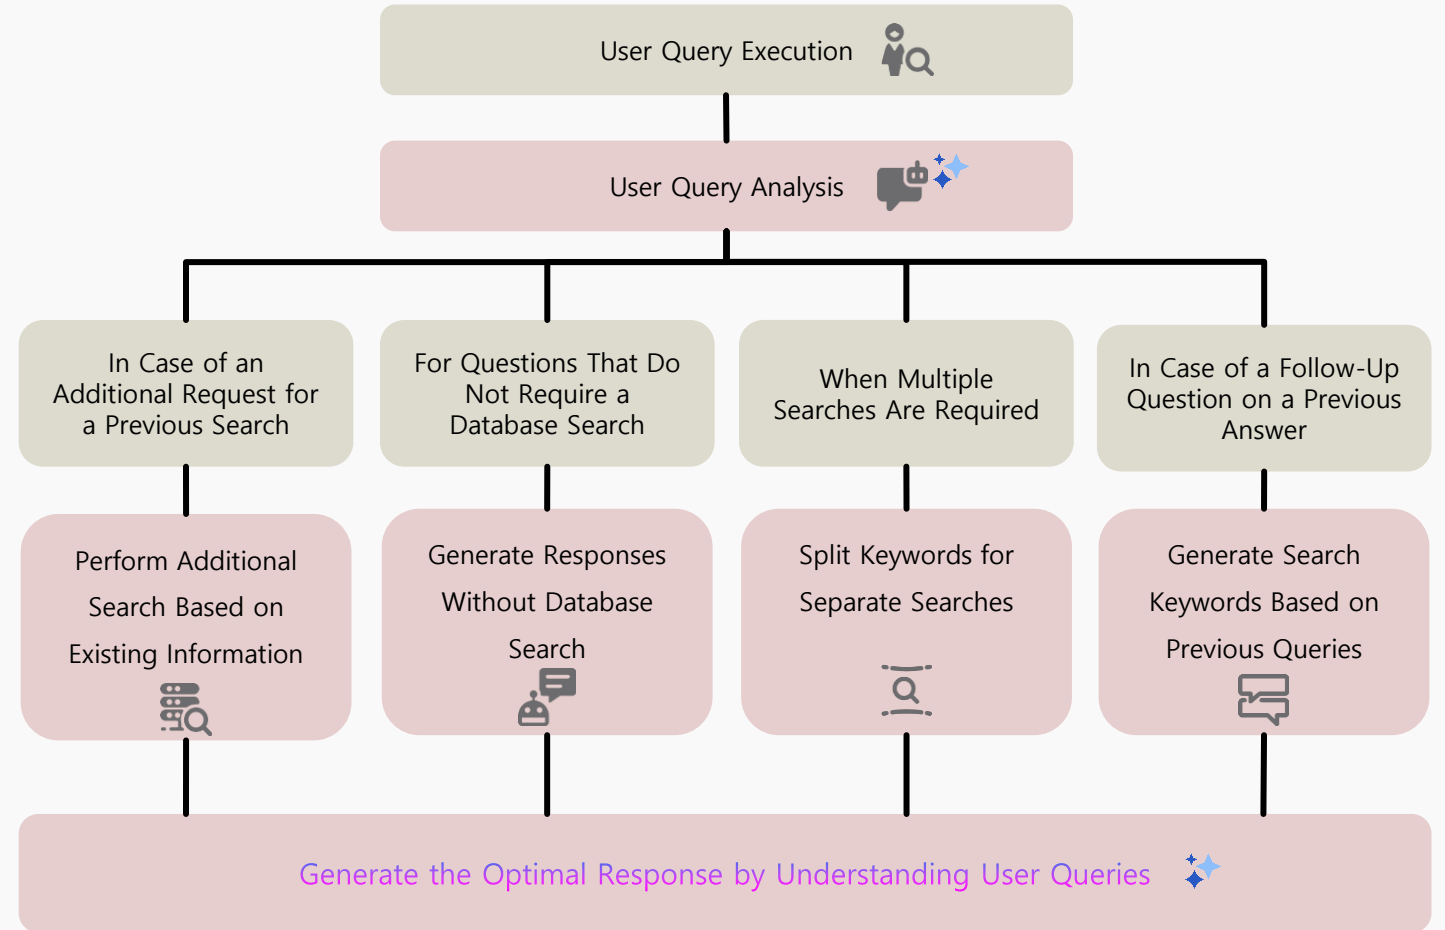 User Query Execution
User Query Analysis
In Case of an
Additional Request for
a Previous Search
For Questions That Do
Not Require a
Database Search
When Multiple
Searches Are Required
In Case of a Follow-Up
Question on a Previous
Answer
Perform Additional
Search Based on
Existing Information
Generate Responses
Without Database
Search
Split Keywords for
Separate Searches
Generate Search
Keywords Based on
Previous Queries
Generate the Optimal Response by Understanding User Queries